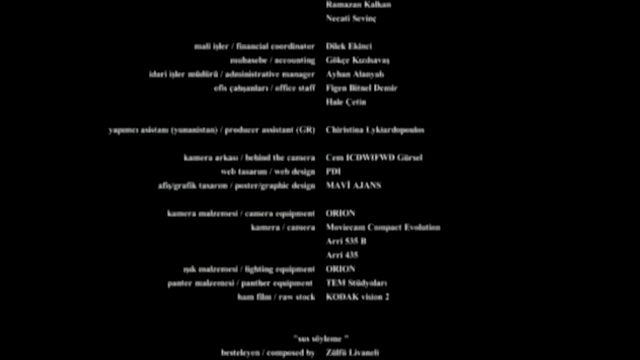 Ramazan Kalkan
Necati Sevinç
mali işler / financial coordinator Dilek Ekinci
muhasebe / accounting Gökçe Kızılsavaş
idari işler müdürü / administrative manager Ayhan Alanyalı
ofis çalışanları / office staff Figen Birnel Demir
Hale Çetin
yapımcı asistanı (yunanistan) / producer assistant (GR) Christina Lykiardopoulos
kamera arkası / behind the camera Cem Gürsel
web tasarım / web design PDI
afiş/grafik tasarım / poster/graphic design MAVİ AJANS
kamera malzemesi / camera equipment ORION
kamera / camera Moviecam Compact Evolution
Arri 535 B
Arri 435
ışık malzemesi / lighting equipment ORION
panter malzemesi / panther equipment TEM Stüdyoları
ham film / raw stock KODAK vision 2
"sus söyleme "
besteleyen / composed by Zülfü Livaneli